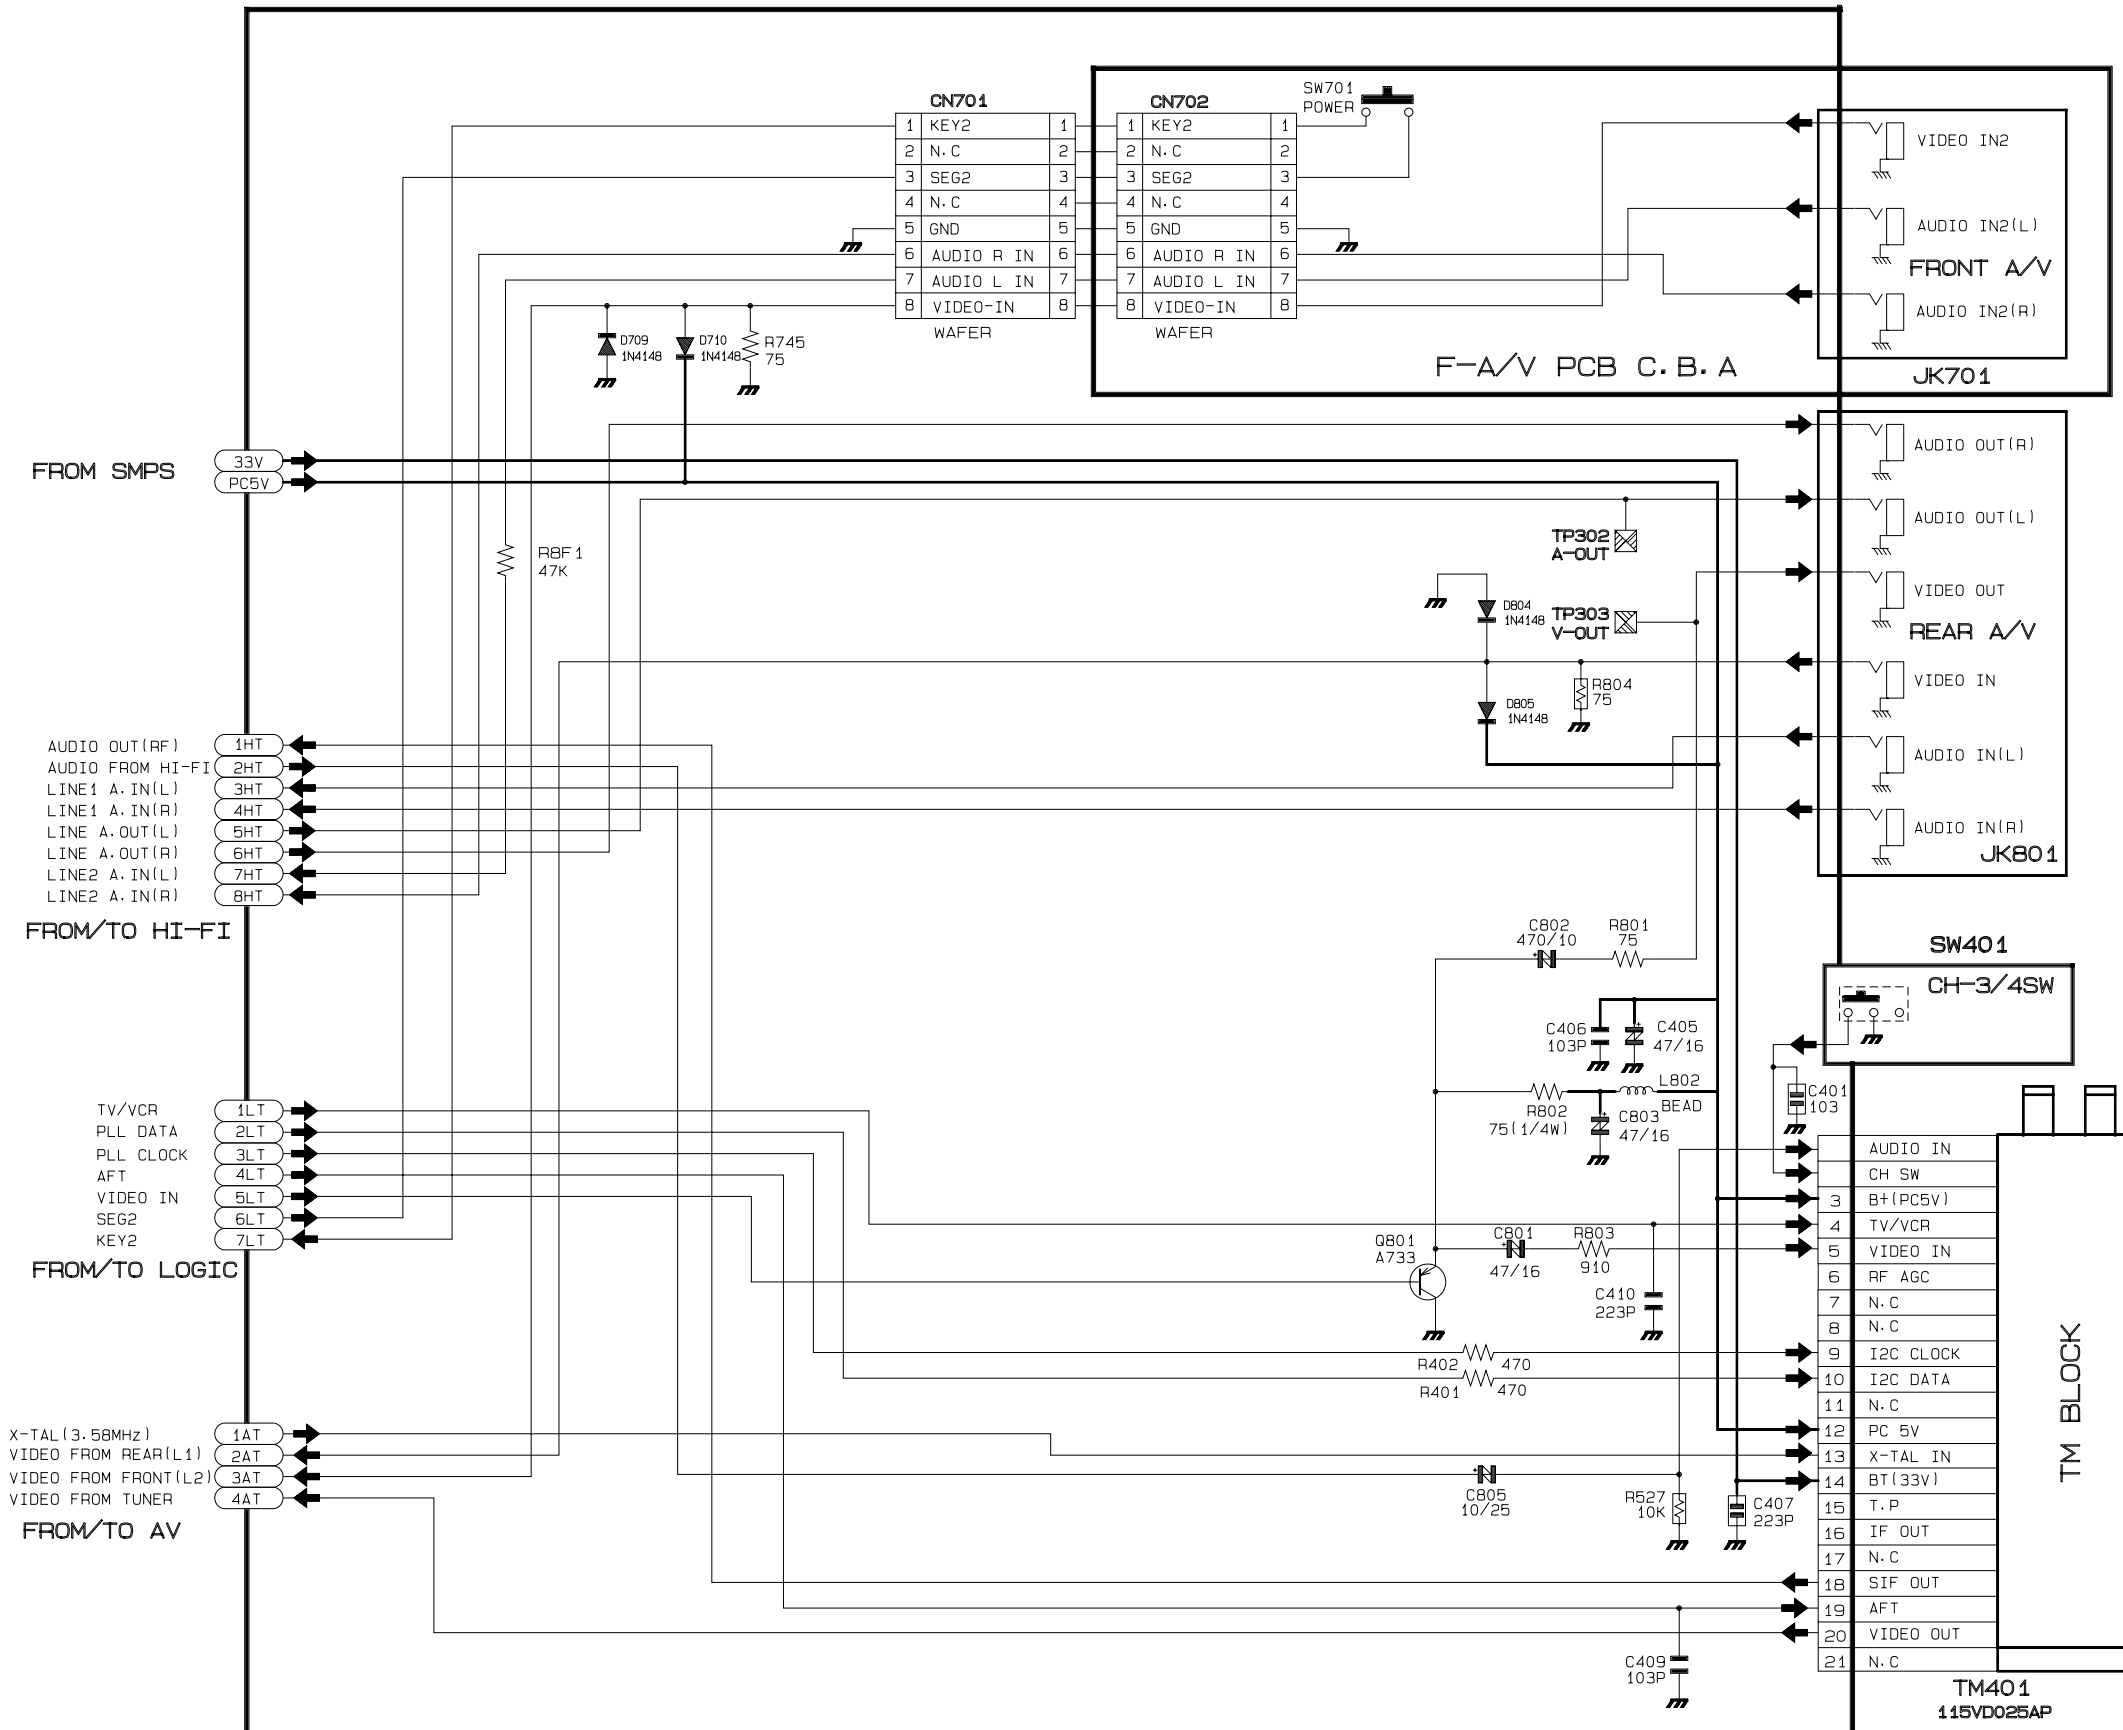 CN701
1 KEY2 1
2 N.C 2
3 SEG2 3
4 N.C 4
5 GND 5
6 AUDIO R IN 6
7 AUDIO L IN 7
8 VIDEO-IN 8
WAFER
CN702
1 KEY2 1
2 N.C 2
3 SEG2 3
4 N.C 4
5 GND 5
6 AUDIO R IN 6
7 AUDIO L IN 7
8 VIDEO-IN 8
WAFER
SW701
POWER
VIDEO IN2
AUDIO IN2(L)
FRONT A/V
AUDIO IN2(R)
JK701
F-A/V PCB C.B.A
D709
1N4148
D710
1N4148
R745
75
FROM SMPS
33V
PC5V
R8F1
47K
AUDIO OUT(R)
AUDIO OUT(L)
VIDEO OUT
REAR A/V
VIDEO IN
AUDIO IN(L)
AUDIO IN(R)
JK801
TP302
A-OUT
D804
1N4148
TP303
V-OUT
D805
1N4148
R804
75
AUDIO OUT(RF) 1HT
AUDIO FROM HI-FI 2HT
LINE1 A.IN(L) 3HT
LINE1 A.IN(R) 4HT
LINE A.OUT(L) 5HT
LINE A.OUT(R) 6HT
LINE2 A.IN(L) 7HT
LINE2 A.IN(R) 8HT
FROM/TO HI-FI
C802
470/10
R801
75
SW401
CH-3/4SW
C406
103P
C405
47/16
L802
BEAD
R802
75(1/4W)
C803
47/16
C401
103
TV/VCR 1LT
PLL DATA 2LT
PLL CLOCK 3LT
AFT 4LT
VIDEO IN 5LT
SEG2 6LT
KEY2 7LT
FROM/TO LOGIC
Q801
A733
C801
47/16
R803
910
C410
223P
R402 470
R401 470
X-TAL(3.58MHz) 1AT
VIDEO FROM REAR(L1) 2AT
VIDEO FROM FRONT(L2) 3AT
VIDEO FROM TUNER 4AT
FROM/TO AV
C805
10/25
R527
10K
C407
223P
C409
103P
AUDIO IN
CH SW
3 B+(PC5V)
4 TV/VCR
5 VIDEO IN
6 RF AGC
7 N.C
8 N.C
9 I2C CLOCK
10 I2C DATA
11 N.C
12 PC 5V
13 X-TAL IN
14 BT(33V)
15 T.P
16 IF OUT
17 N.C
18 SIF OUT
19 AFT
20 VIDEO OUT
21 N.C
TM BLOCK
TM401
115VD025AP